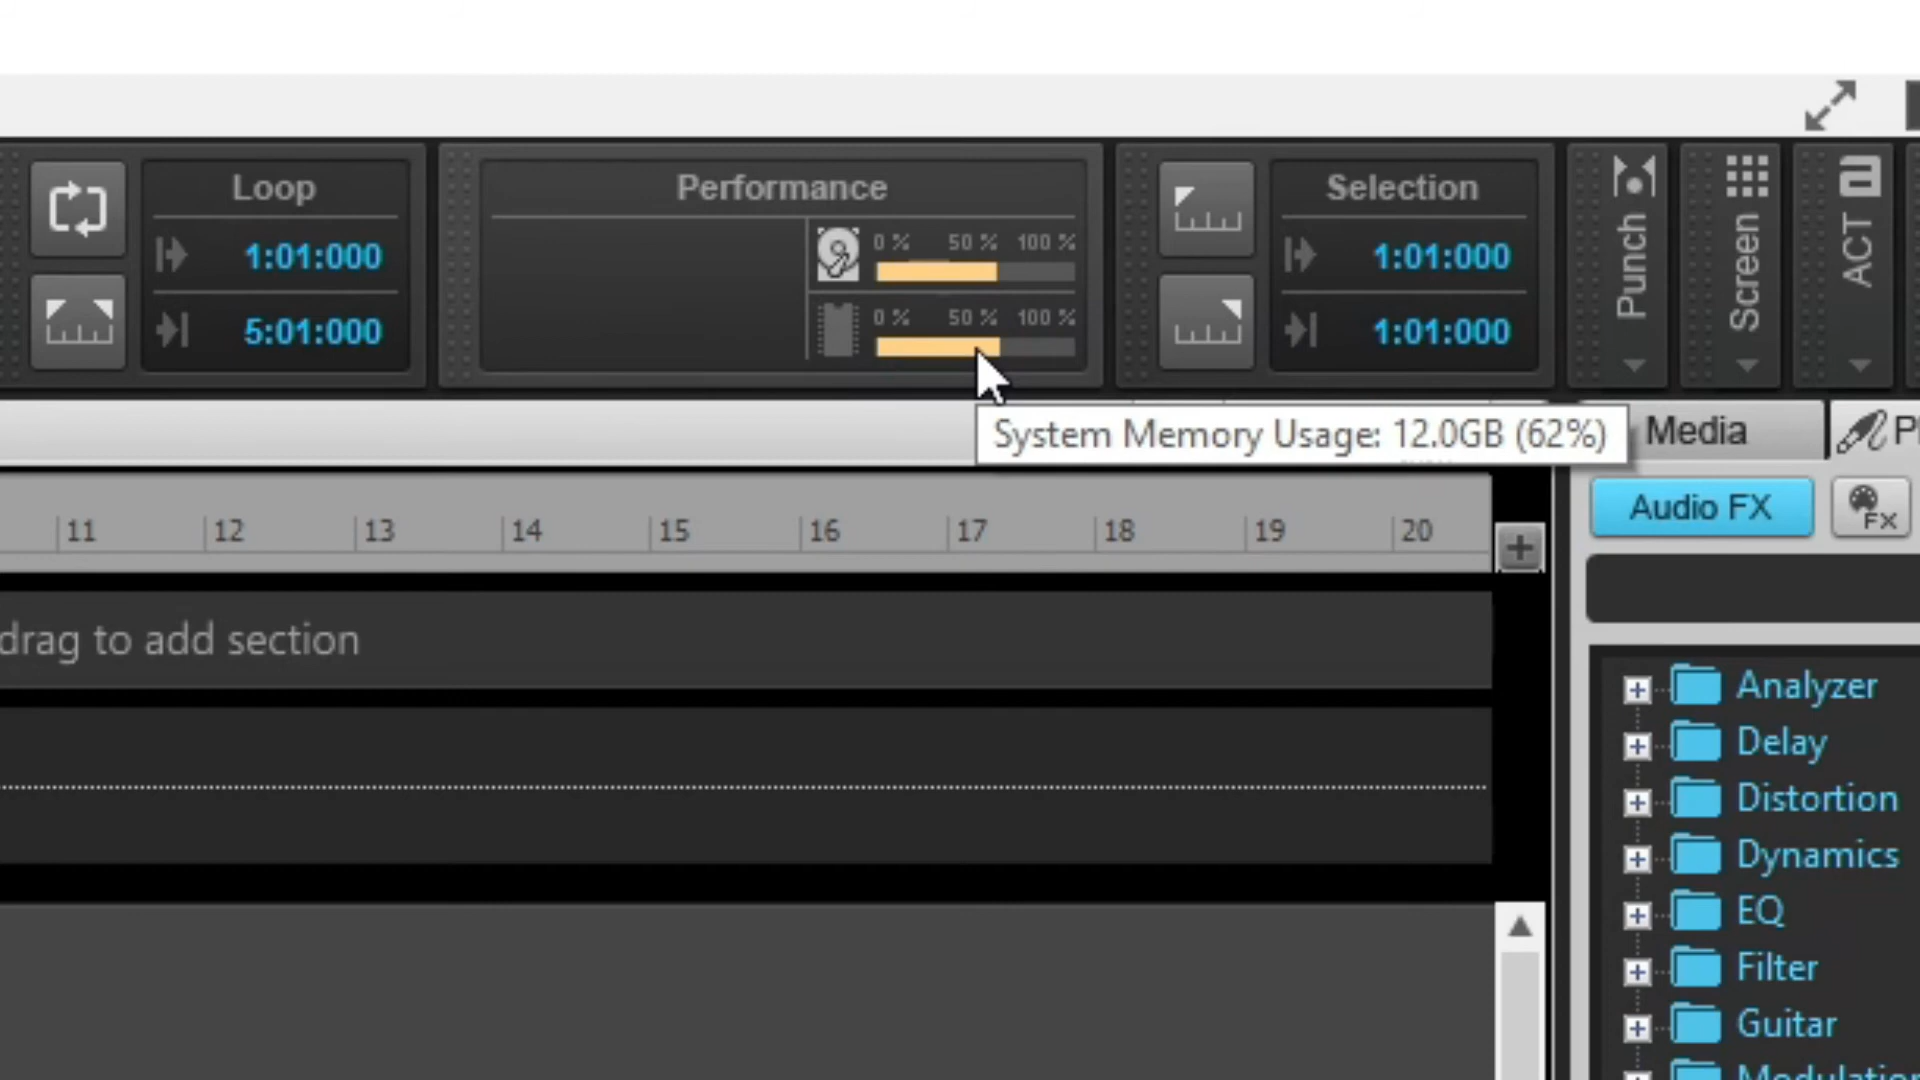 Loop
1:01:000
5:01:000
Performance
0 % 50 % 100 %
0 % 50 % 100 %
Selection
1:01:000
1:01:000
Punch
Screen
ACT
System Memory Usage: 12.0GB (62%)
Media
11 12 13 14 15 16 17 18 19 20
Audio FX
FX
drag to add section
Analyzer
Delay
Distortion
Dynamics
EQ
Filter
Guitar